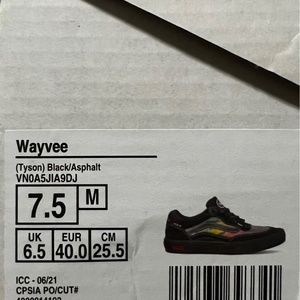 Wayvee
(Tyson) Black/Asphalt
VN0A5JIA9DJ
7.5 M
UK EUR CM
6.5 40.0 25.5
ICC - 06/21
CPSIA PO/CUT#